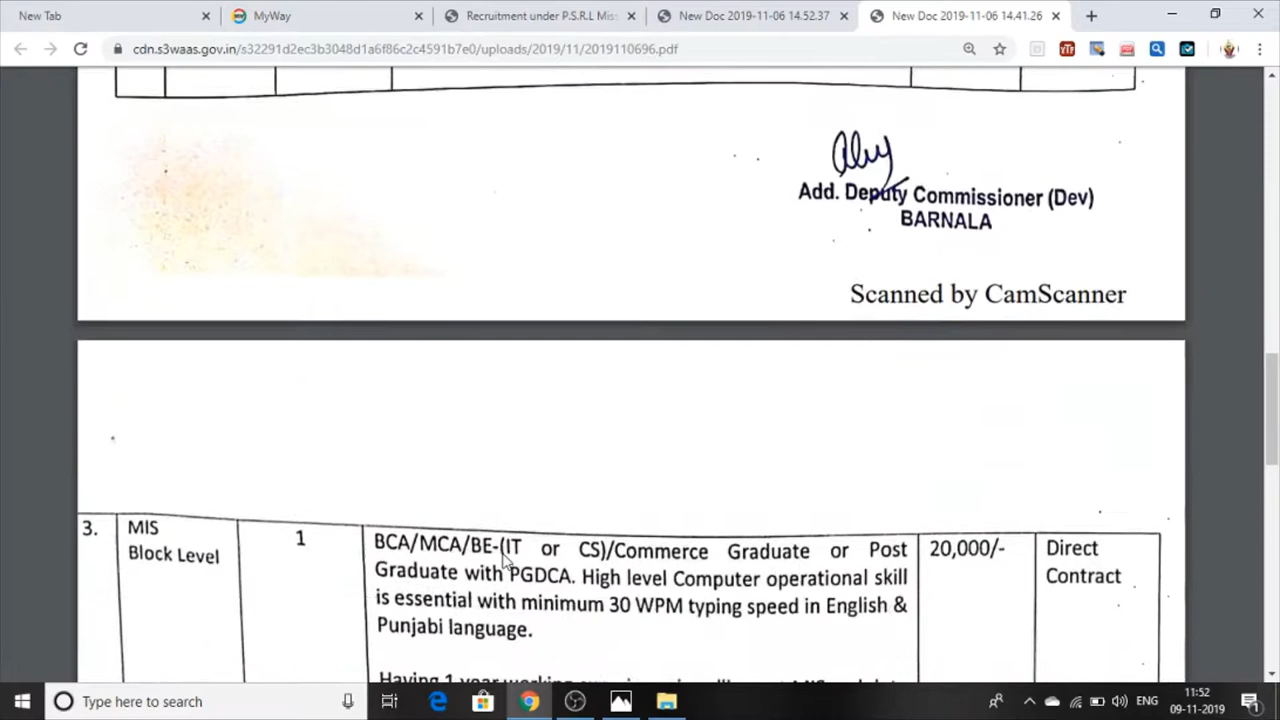 New Tab
MyWay
Recruitment under P.S.R.L Mis
New Doc 2019-11-06 14.52.37
New Doc 2019-11-06 14.41.26
cdn.s3waas.gov.in/s32291d2ec3b3048d1a6f86c2c4591b7e0/uploads/2019/11/2019110696.pdf
Add. Deputy Commissioner (Dev)
BARNALA
Scanned by CamScanner
3.
MIS
Block Level
1
BCA/MCA/BE-(IT or CS)/Commerce Graduate or Post
Graduate with PGDCA. High level Computer operational skill
is essential with minimum 30 WPM typing speed in English &
Punjabi language.
20,000/-
Direct
Contract
Having 1 year working
Type here to search
ENG
11:52
09-11-2019